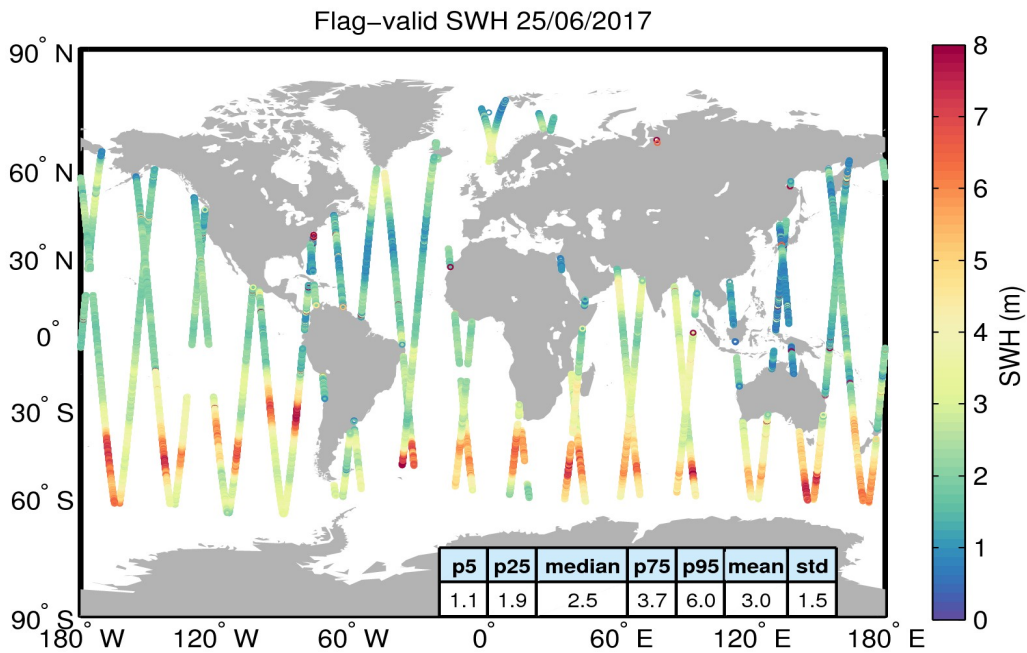 Flag−valid SWH 25/06/2017
90° N
60° N
30° N
0°
30° S
60° S
90° S
180° W
120° W
60° W
0°
60° E
120° E
180° E
p5 p25 median p75 p95 mean std
1.1 1.9 2.5 3.7 6.0 3.0 1.5
8
7
6
5
4
3
2
1
0
SWH (m)